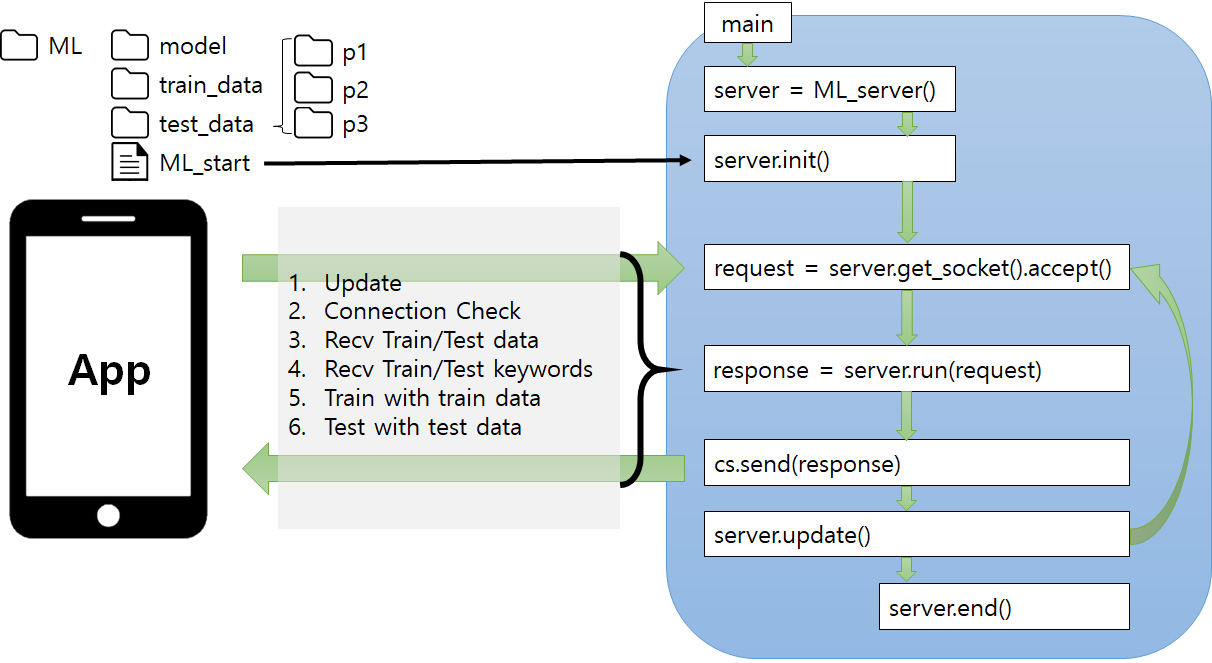 ML
model
train_data
test_data
ML_start
p1
p2
p3
App
1. Update
2. Connection Check
3. Recv Train/Test data
4. Recv Train/Test keywords
5. Train with train data
6. Test with test data
main
server = ML_server()
server.init()
request = server.get_socket().accept()
response = server.run(request)
cs.send(response)
server.update()
server.end()